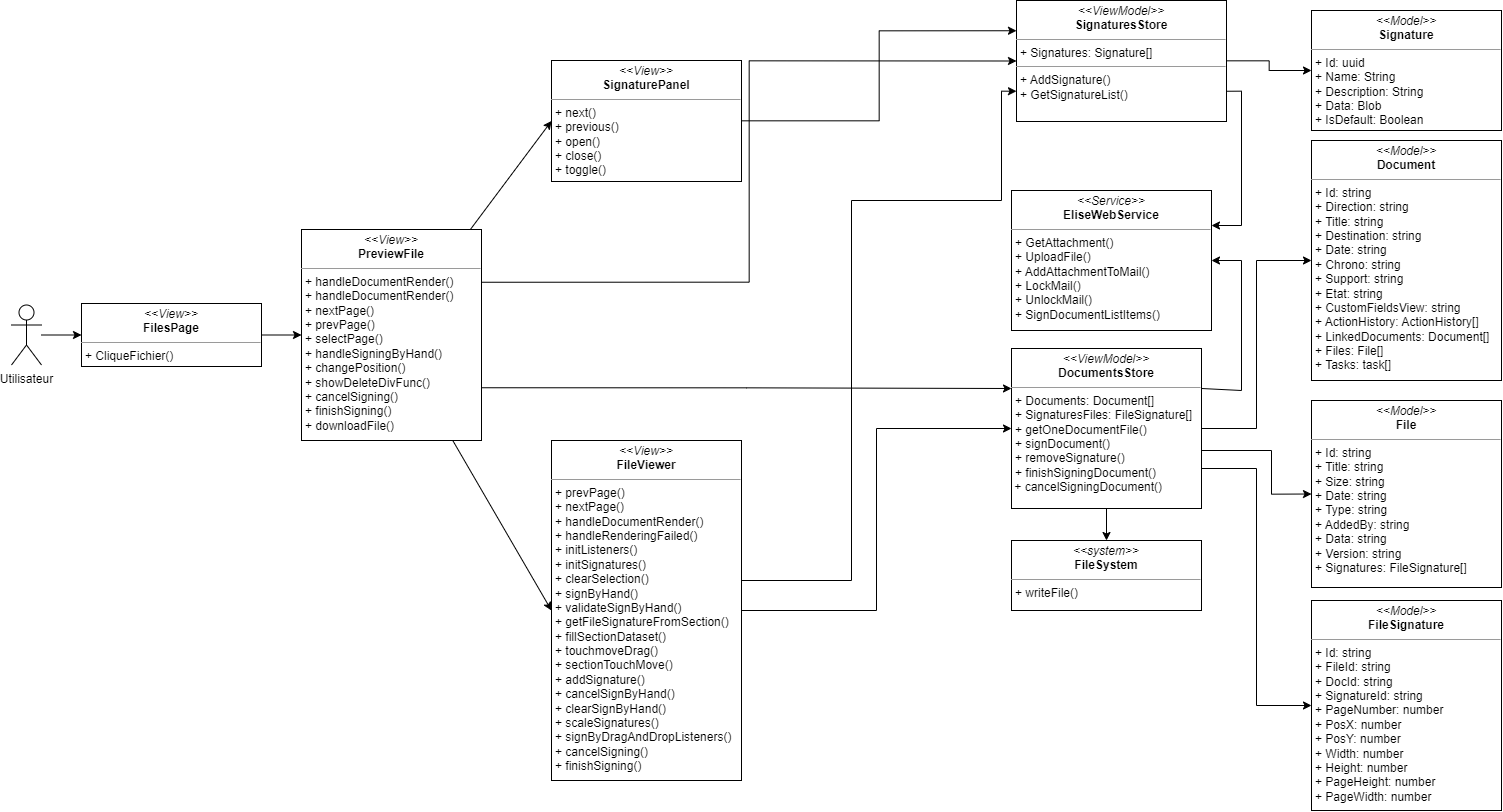 Utilisateur
<<View>>
FilesPage
+ CliqueFichier()
<<View>>
PreviewFile
+ handleDocumentRender()
+ handleDocumentRender()
+ nextPage()
+ prevPage()
+ selectPage()
+ handleSigningByHand()
+ changePosition()
+ showDeleteDivFunc()
+ cancelSigning()
+ finishSigning()
+ downloadFile()
<<View>>
SignaturePanel
+ next()
+ previous()
+ open()
+ close()
+ toggle()
<<View>>
FileViewer
+ prevPage()
+ nextPage()
+ handleDocumentRender()
+ handleRenderingFailed()
+ initListeners()
+ initSignatures()
+ clearSelection()
+ signByHand()
+ validateSignByHand()
+ getFileSignatureFromSection()
+ fillSectionDataset()
+ touchmoveDrag()
+ sectionTouchMove()
+ addSignature()
+ cancelSignByHand()
+ clearSignByHand()
+ scaleSignatures()
+ signByDragAndDropListeners()
+ cancelSigning()
+ finishSigning()
<<ViewModel>>
SignaturesStore
+ Signatures: Signature[]
+ AddSignature()
+ GetSignatureList()
<<Service>>
EliseWebService
+ GetAttachment()
+ UploadFile()
+ AddAttachmentToMail()
+ LockMail()
+ UnlockMail()
+ SignDocumentListItems()
<<ViewModel>>
DocumentsStore
+ Documents: Document[]
+ SignaturesFiles: FileSignature[]
+ getOneDocumentFile()
+ signDocument()
+ removeSignature()
+ finishSigningDocument()
+ cancelSigningDocument()
<<system>>
FileSystem
+ writeFile()
<<Model>>
Signature
+ Id: uuid
+ Name: String
+ Description: String
+ Data: Blob
+ IsDefault: Boolean
<<Model>>
Document
+ Id: string
+ Direction: string
+ Title: string
+ Destination: string
+ Date: string
+ Chrono: string
+ Support: string
+ Etat: string
+ CustomFieldsView: string
+ ActionHistory: ActionHistory[]
+ LinkedDocuments: Document[]
+ Files: File[]
+ Tasks: task[]
<<Model>>
File
+ Id: string
+ Title: string
+ Size: string
+ Date: string
+ Type: string
+ AddedBy: string
+ Data: string
+ Version: string
+ Signatures: FileSignature[]
<<Model>>
FileSignature
+ Id: string
+ FileId: string
+ DocId: string
+ SignatureId: string
+ PageNumber: number
+ PosX: number
+ PosY: number
+ Width: number
+ Height: number
+ PageHeight: number
+ PageWidth: number